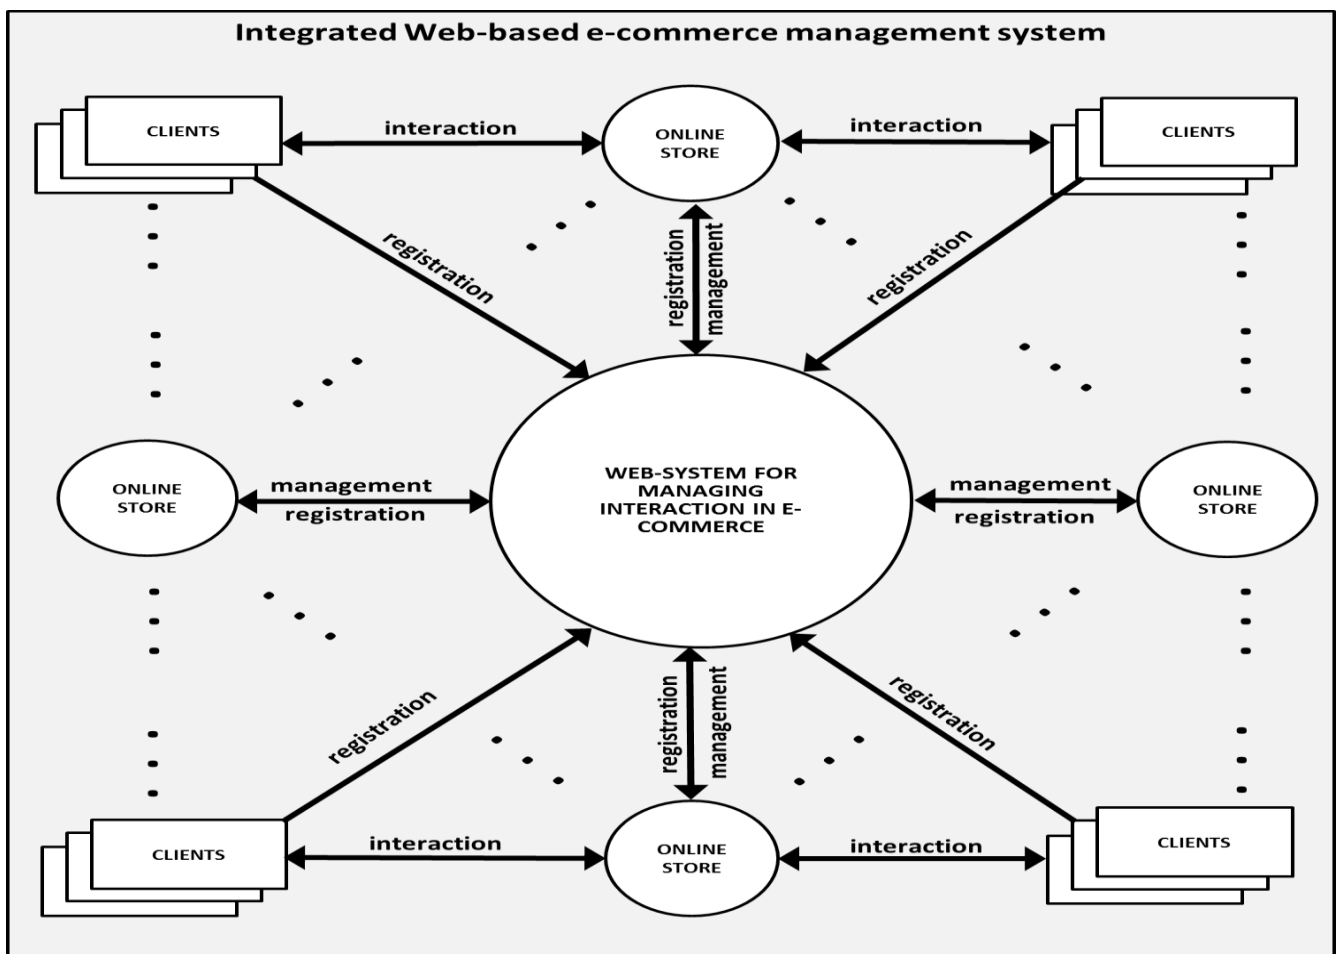 Integrated Web-based e-commerce management system
CLIENTS
interaction
ONLINE
STORE
interaction
CLIENTS
registration
registration
management
registration
WEB-SYSTEM FOR
MANAGING
INTERACTION IN E-
COMMERCE
ONLINE
STORE
management
registration
management
registration
ONLINE
STORE
registration
registration
management
registration
CLIENTS
interaction
ONLINE
STORE
interaction
CLIENTS